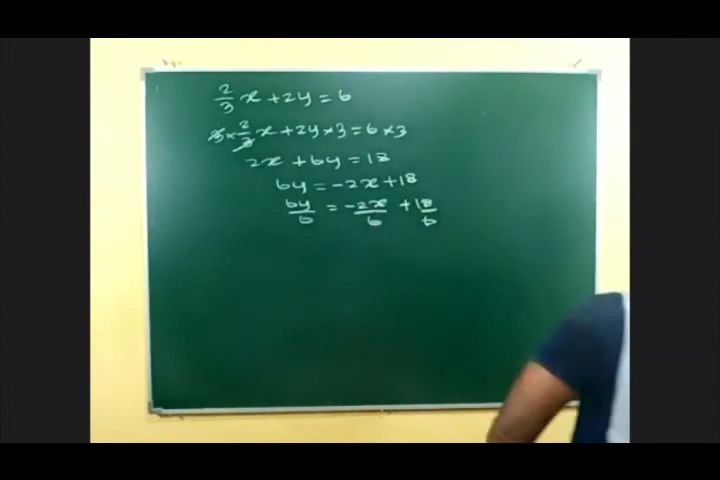 2/3 x + 2y = 6
3 × 2/3 x + 2y × 3 = 6 × 3
2x + 6y = 18
6y = -2x + 18
6y/6 = -2x/6 + 18/6